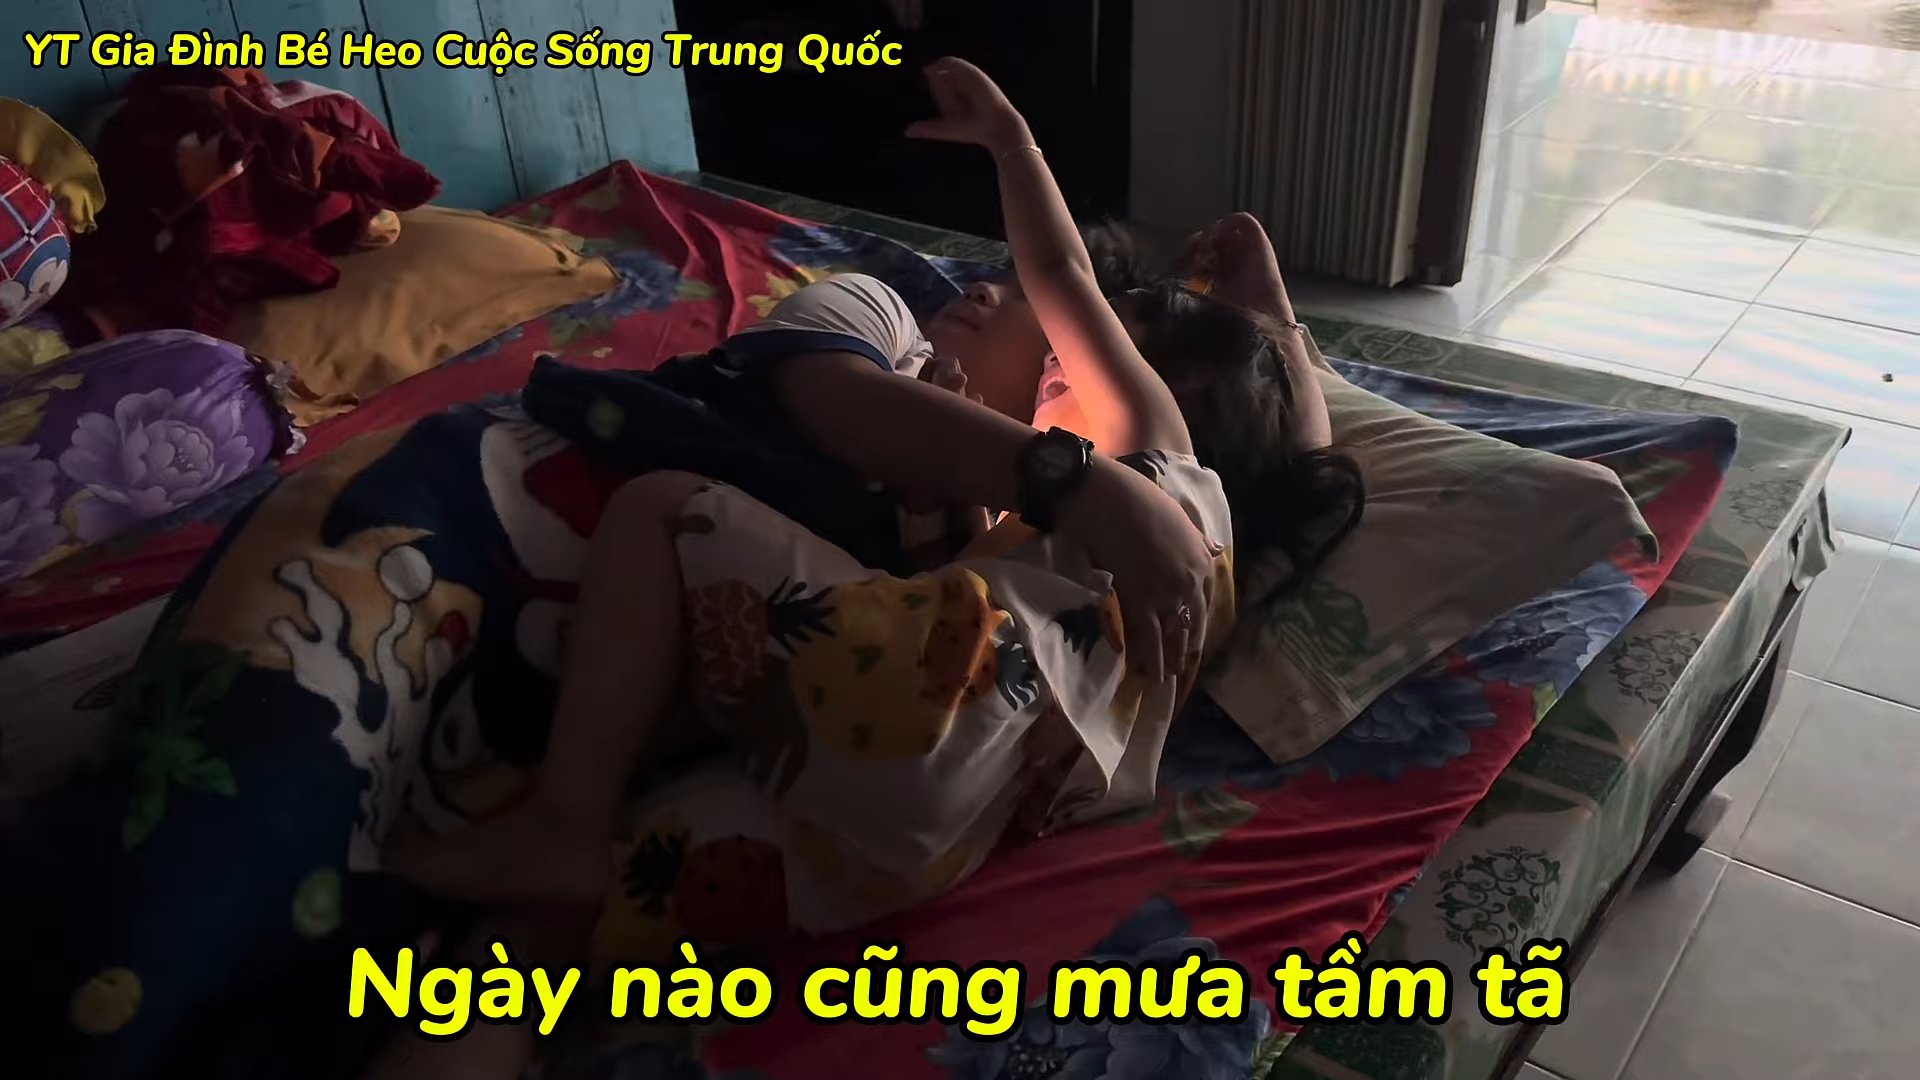 YT Gia Đình Bé Heo Cuộc Sống Trung Quốc
Ngày nào cũng mưa tầm tã